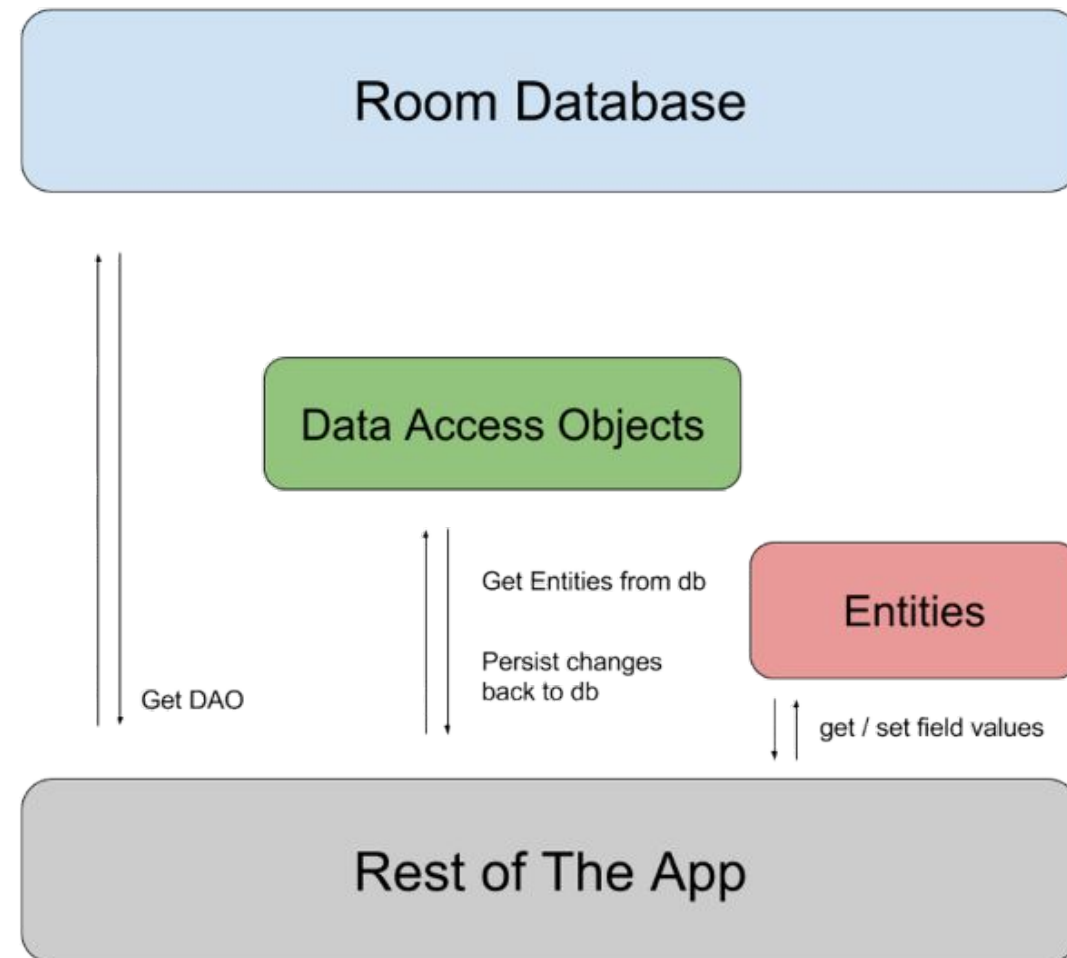 Room Database
Data Access Objects
Get Entities from db
Entities
Persist changes
back to db
Get DAO
get / set field values
Rest of The App